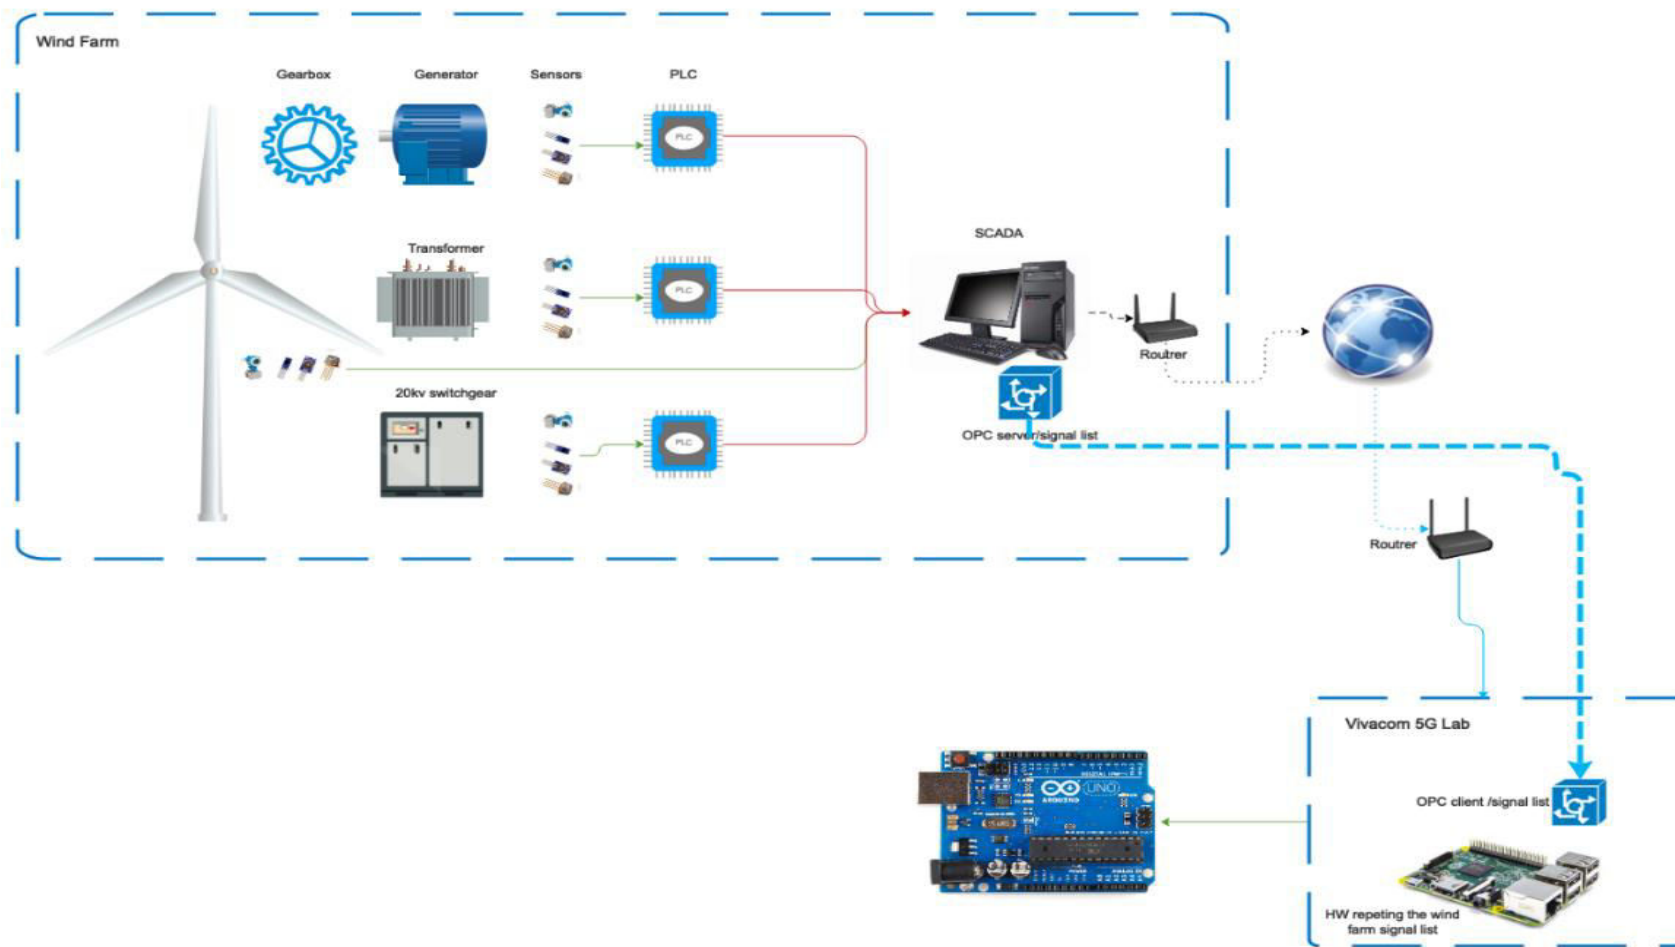 Wind Farm
Gearbox
Generator
Sensors
PLC
PLC
Transformer
PLC
SCADA
Routrer
20kv switchgear
PLC
OPC server/signal list
Routrer
Vivacom 5G Lab
UNO
OPC client /signal list
HW repeting the wind
farm signal list